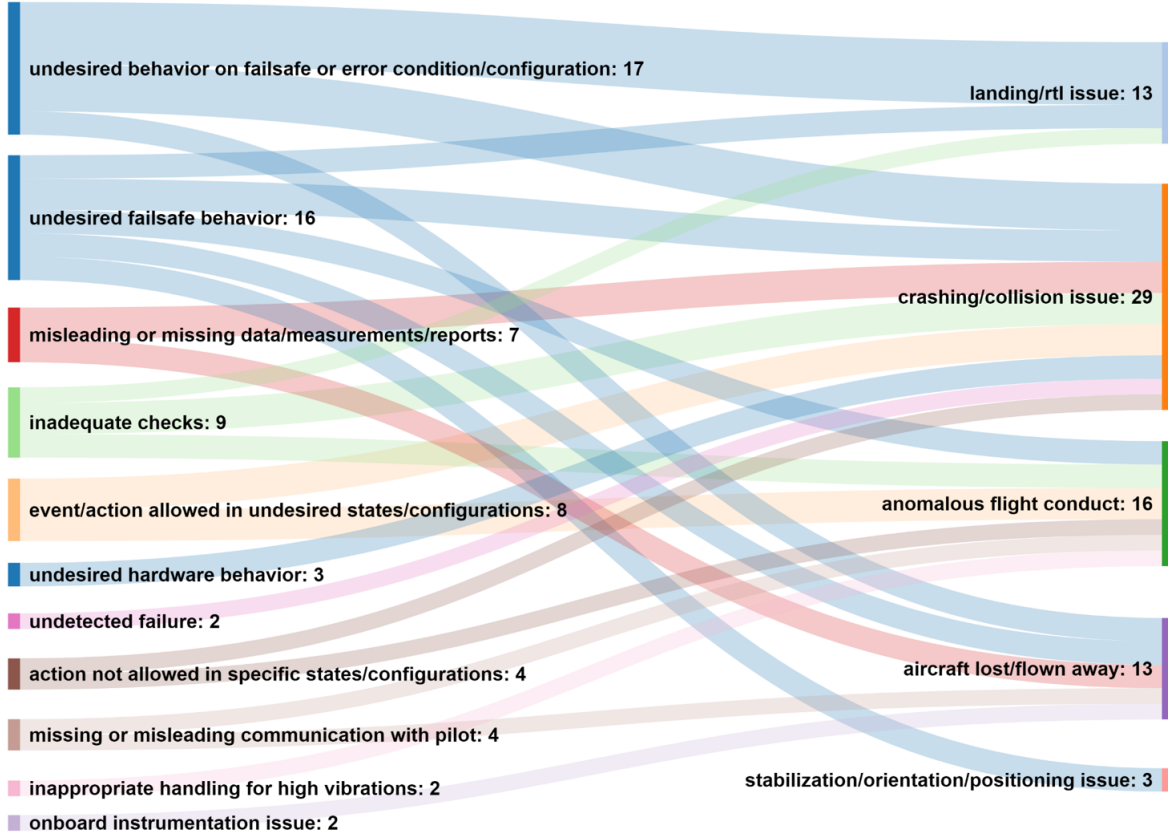 undesired behavior on failsafe or error condition/configuration: 17
landing/rtl issue: 13
undesired failsafe behavior: 16
crashing/collision issue: 29
misleading or missing data/measurements/reports: 7
inadequate checks: 9
event/action allowed in undesired states/configurations: 8
anomalous flight conduct: 16
undesired hardware behavior: 3
undetected failure: 2
action not allowed in specific states/configurations: 4
aircraft lost/flown away: 13
missing or misleading communication with pilot: 4
stabilization/orientation/positioning issue: 3
inappropriate handling for high vibrations: 2
onboard instrumentation issue: 2